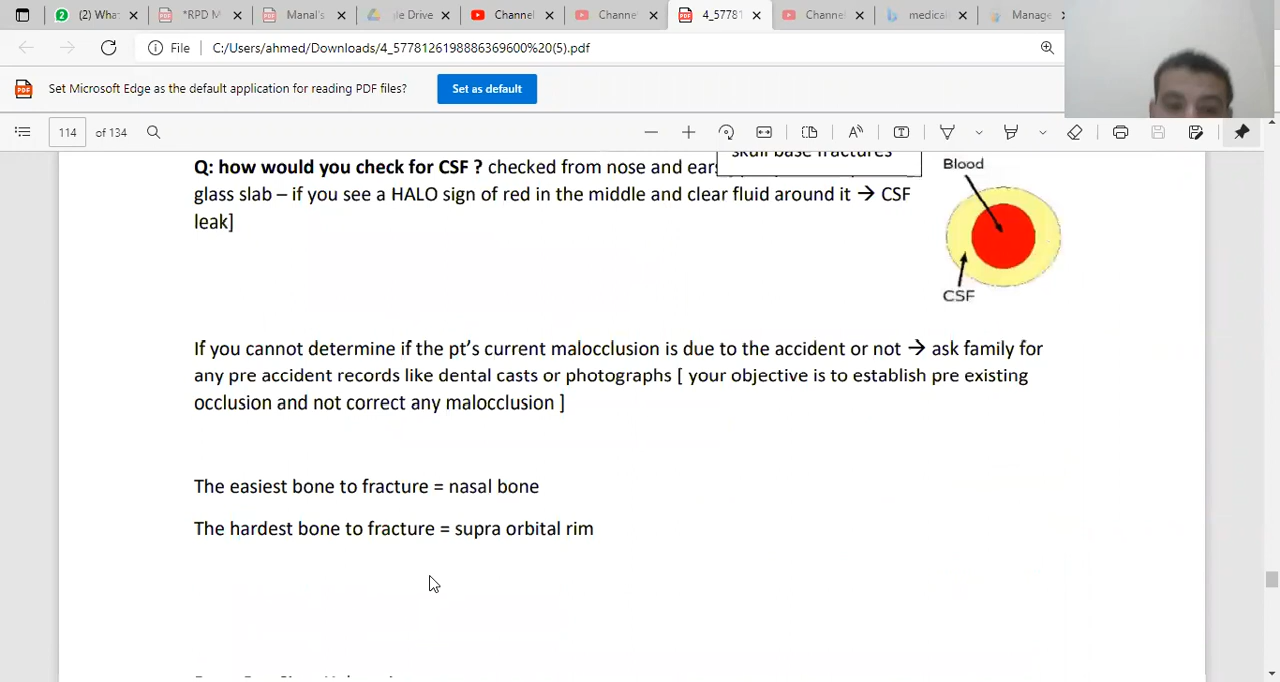 (2) What
*RPD M
Manal's
gle Drive
Channel
Channe
4_57781
Channel
medical
Manage
File C:/Users/ahmed/Downloads/4_5778126198886369600%20(5).pdf
Set Microsoft Edge as the default application for reading PDF files? Set as default
114 of 134
skull base fractures
Q: how would you check for CSF ? checked from nose and ears
glass slab – if you see a HALO sign of red in the middle and clear fluid around it → CSF
leak]
Blood
CSF
If you cannot determine if the pt's current malocclusion is due to the accident or not → ask family for
any pre accident records like dental casts or photographs [ your objective is to establish pre existing
occlusion and not correct any malocclusion ]
The easiest bone to fracture = nasal bone
The hardest bone to fracture = supra orbital rim